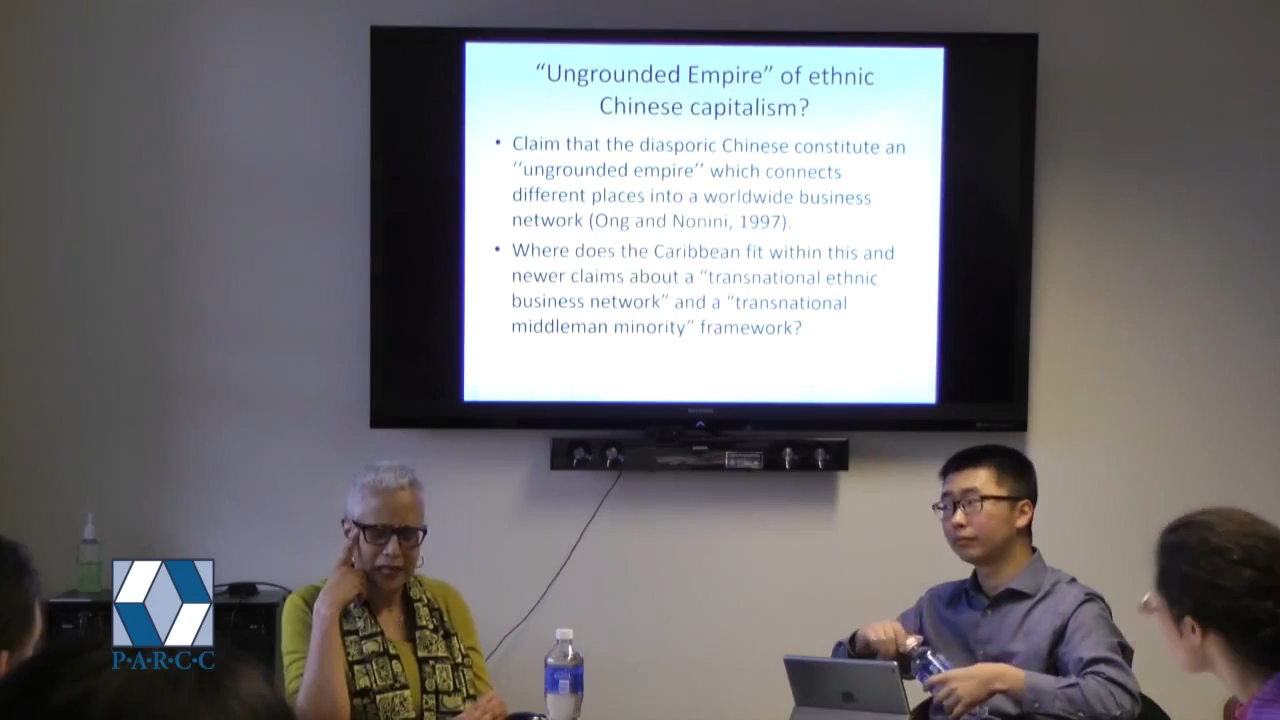 “Ungrounded Empire” of ethnic
Chinese capitalism?
• Claim that the diasporic Chinese constitute an
‘‘ungrounded empire’’ which connects
different places into a worldwide business
network (Ong and Nonini, 1997).
• Where does the Caribbean fit within this and
newer claims about a “transnational ethnic
business network” and a “transnational
middleman minority” framework?
P·A·R·C·C